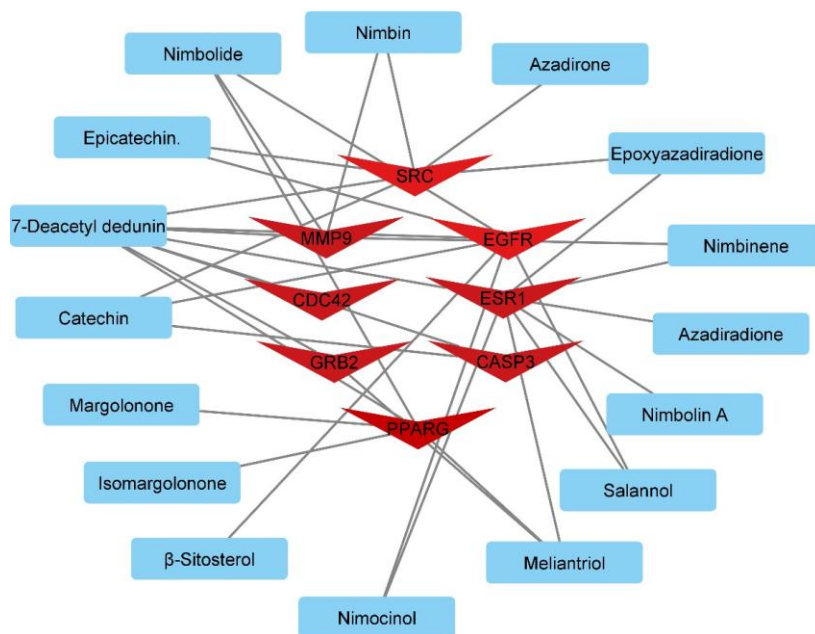 Nimbin
Nimbolide
Azadirone
Epicatechin.
Epoxyazadiradione
SRC
7-Deacetyl dedunin
MMP9
EGFR
Nimbinene
CDC42
ESR1
Catechin
Azadiradione
GRB2
CASP3
Margolonone
PPARG
Nimbolin A
Isomargolonone
Salannol
β-Sitosterol
Meliantriol
Nimocinol